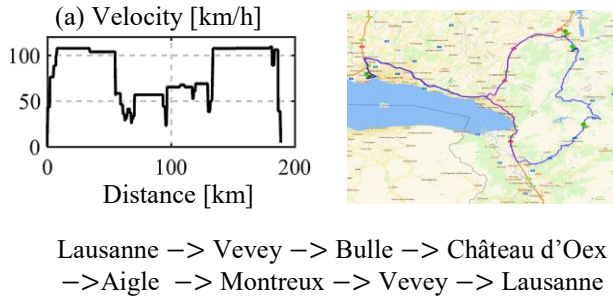 (a) Velocity [km/h]
100
50
0
0
100
200
Distance [km]
Lausanne −> Vevey −> Bulle −> Château d’Oex
−>Aigle −> Montreux −> Vevey −> Lausanne